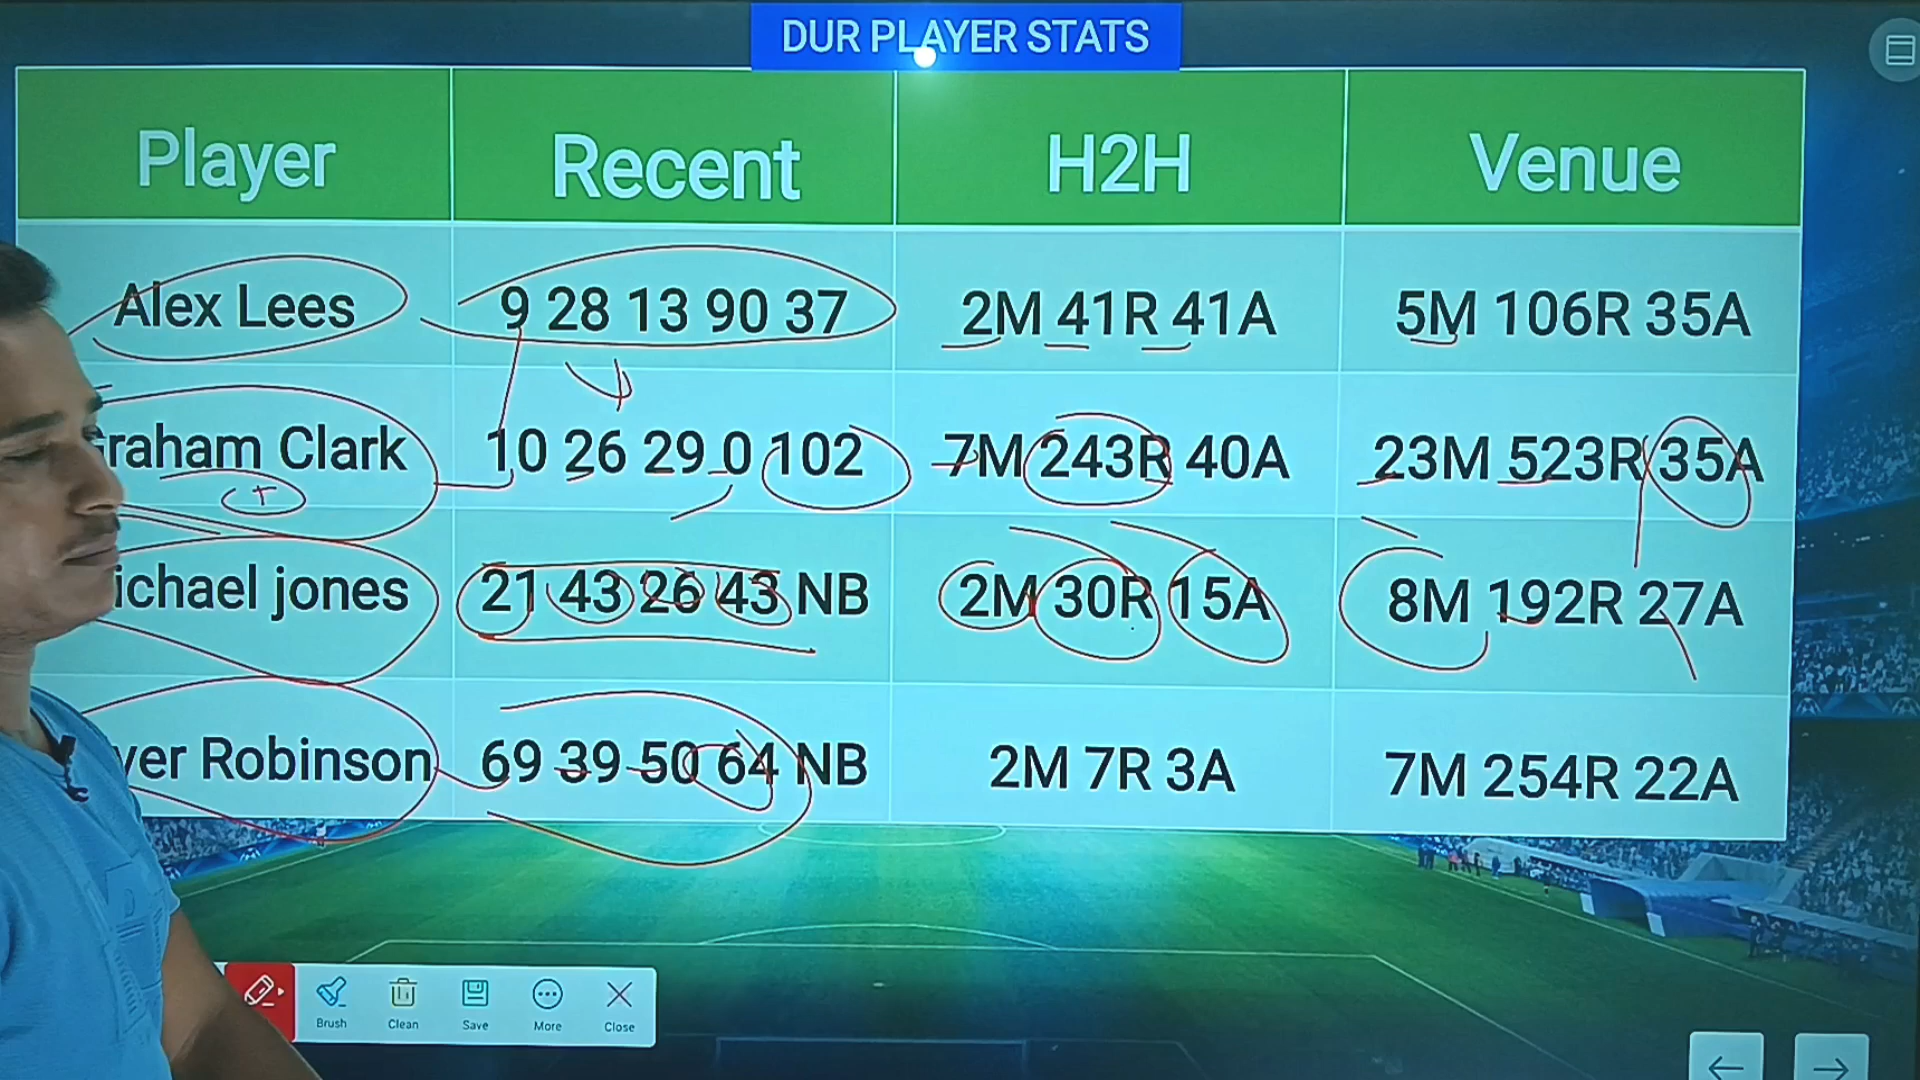 DUR PLAYER STATS
Player Recent H2H Venue
Alex Lees 9 28 13 90 37 2M 41R 41A 5M 106R 35A
raham Clark 10 26 29 0 102 7M 243R 40A 23M 523R 35A
ichael jones 21 43 26 43 NB 2M 30R 15A 8M 192R 27A
yer Robinson 69 39 50 64 NB 2M 7R 3A 7M 254R 22A
Brush Clean Save More Close